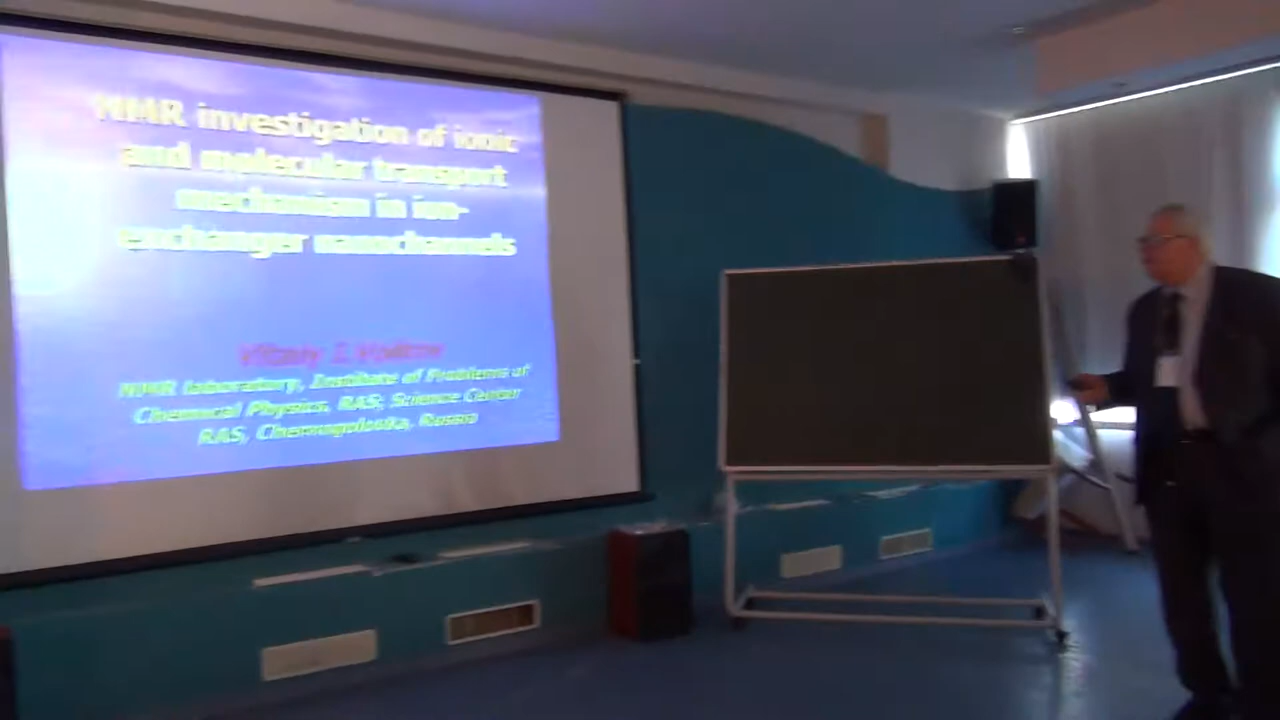 NMR investigation of ionic
and molecular transport
mechanism in ion-
exchanger nanochannels
Vitaly I.
NMR laboratory, Institute of Problems of
Chemical Physics, RAS; Science Center
RAS, Chernogolovka, Russia